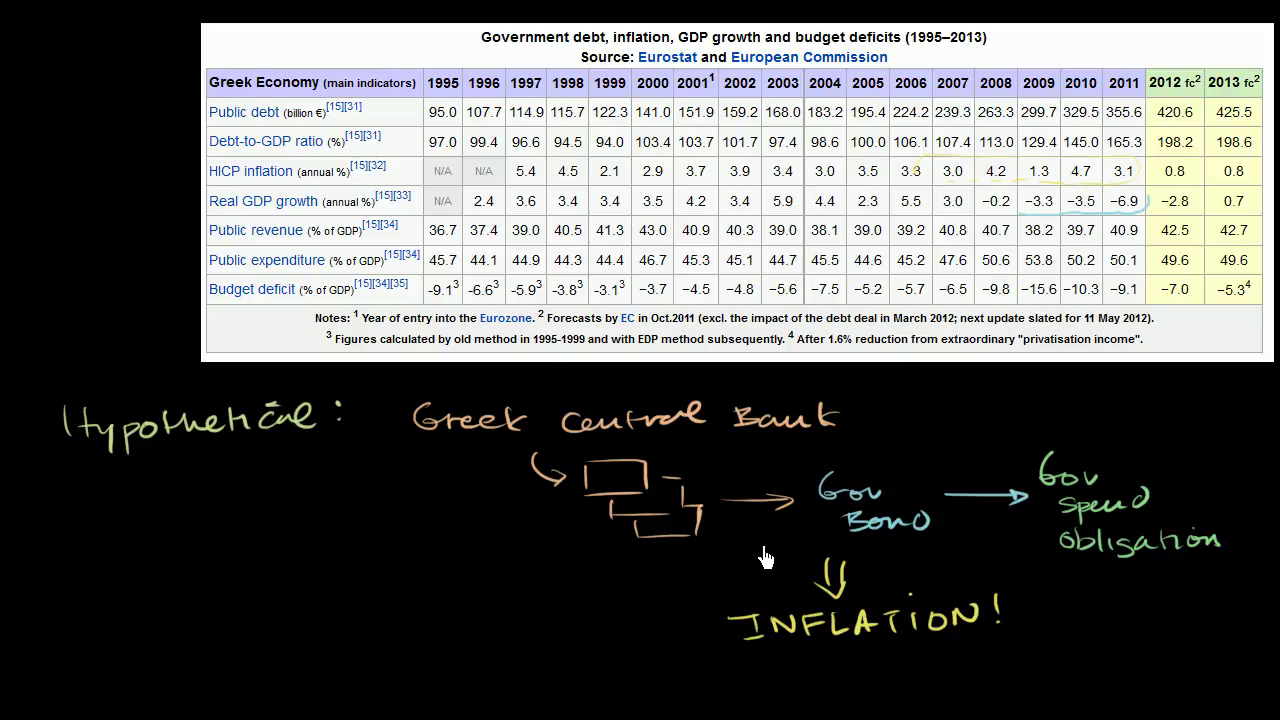 Government debt, inflation, GDP growth and budget deficits (1995–2013)
Source: Eurostat and European Commission
Greek Economy (main indicators) 1995 1996 1997 1998 1999 2000 2001¹ 2002 2003 2004 2005 2006 2007 2008 2009 2010 2011 2012 fc² 2013 fc²
Public debt (billion €)[15][31] 95.0 107.7 114.9 115.7 122.3 141.0 151.9 159.2 168.0 183.2 195.4 224.2 239.3 263.3 299.7 329.5 355.6 420.6 425.5
Debt-to-GDP ratio (%)[15][31] 97.0 99.4 96.6 94.5 94.0 103.4 103.7 101.7 97.4 98.6 100.0 106.1 107.4 113.0 129.4 145.0 165.3 198.2 198.6
HICP inflation (annual %)[15][32] N/A N/A 5.4 4.5 2.1 2.9 3.7 3.9 3.4 3.0 3.5 3.3 3.0 4.2 1.3 4.7 3.1 0.8 0.8
Real GDP growth (annual %)[15][33] N/A 2.4 3.6 3.4 3.4 3.5 4.2 3.4 5.9 4.4 2.3 5.5 3.0 −0.2 −3.3 −3.5 −6.9 −2.8 0.7
Public revenue (% of GDP)[15][34] 36.7 37.4 39.0 40.5 41.3 43.0 40.9 40.3 39.0 38.1 39.0 39.2 40.8 40.7 38.2 39.7 40.9 42.5 42.7
Public expenditure (% of GDP)[15][34] 45.7 44.1 44.9 44.3 44.4 46.7 45.3 45.1 44.7 45.5 44.6 45.2 47.6 50.6 53.8 50.2 50.1 49.6 49.6
Budget deficit (% of GDP)[15][34][35] -9.1³ -6.6³ -5.9³ -3.8³ -3.1³ −3.7 −4.5 −4.8 −5.6 −7.5 −5.2 −5.7 −6.5 −9.8 −15.6 −10.3 −9.1 −7.0 −5.3⁴
Notes: ¹ Year of entry into the Eurozone. ² Forecasts by EC in Oct.2011 (excl. the impact of the debt deal in March 2012; next update slated for 11 May 2012).
³ Figures calculated by old method in 1995-1999 and with EDP method subsequently. ⁴ After 1.6% reduction from extraordinary "privatisation income".
Hypothetical: Greek Central Bank
Gov
Bond
Gov
Spend
obligation
INFLATION!